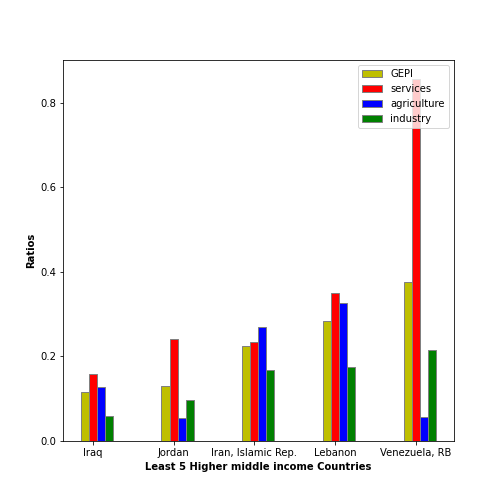 GEPI
services
agriculture
industry
0.8
0.6
0.4
0.2
0.0
Ratios
Iraq Jordan Iran, Islamic Rep. Lebanon Venezuela, RB
Least 5 Higher middle income Countries